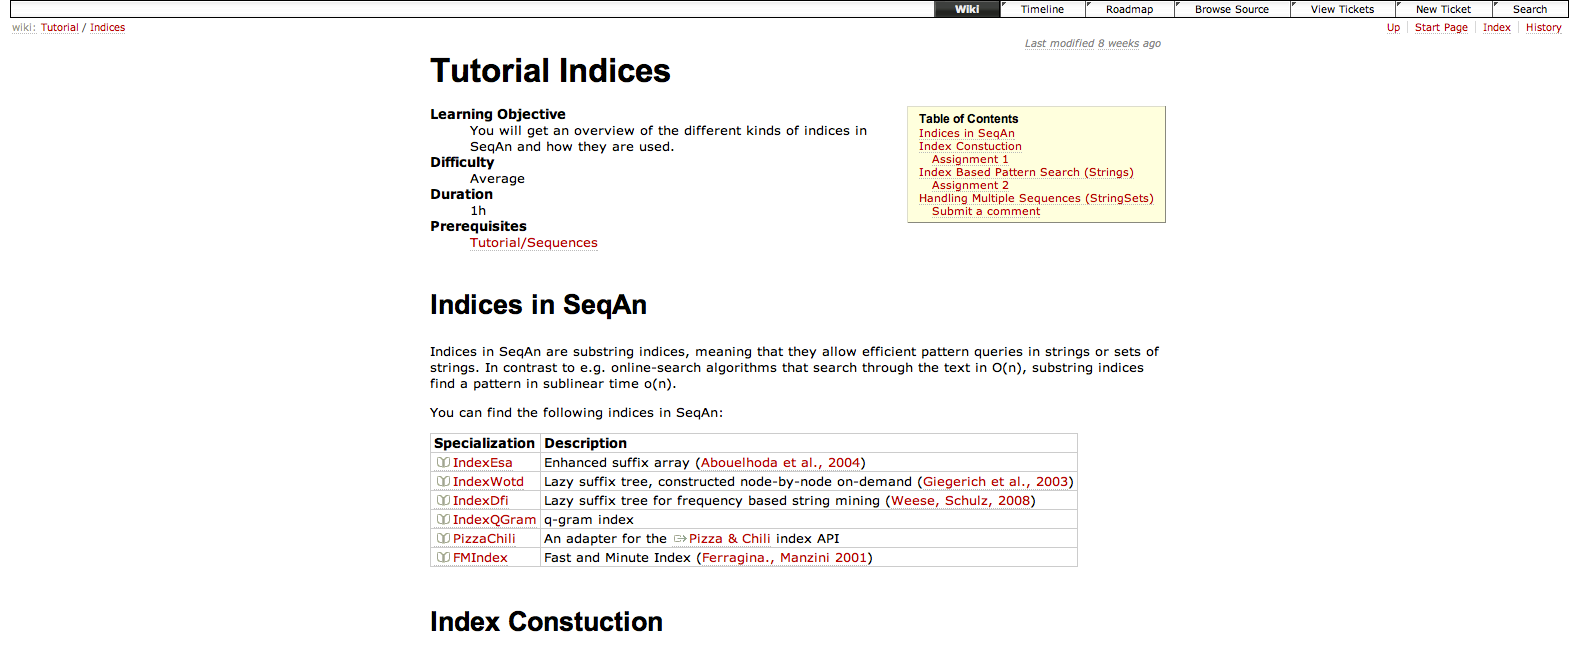 Wiki Timeline Roadmap Browse Source View Tickets New Ticket Search
wiki: Tutorial / Indices
Up Start Page Index History
Last modified 8 weeks ago
Tutorial Indices
Learning Objective
You will get an overview of the different kinds of indices in
SeqAn and how they are used.
Difficulty
Average
Duration
1h
Prerequisites
Tutorial/Sequences
Table of Contents
Indices in SeqAn
Index Constuction
Assignment 1
Index Based Pattern Search (Strings)
Assignment 2
Handling Multiple Sequences (StringSets)
Submit a comment
Indices in SeqAn
Indices in SeqAn are substring indices, meaning that they allow efficient pattern queries in strings or sets of
strings. In contrast to e.g. online-search algorithms that search through the text in O(n), substring indices
find a pattern in sublinear time o(n).
You can find the following indices in SeqAn:
Specialization Description
IndexEsa Enhanced suffix array (Abouelhoda et al., 2004)
IndexWotd Lazy suffix tree, constructed node-by-node on-demand (Giegerich et al., 2003)
IndexDfi Lazy suffix tree for frequency based string mining (Weese, Schulz, 2008)
IndexQGram q-gram index
PizzaChili An adapter for the Pizza & Chili index API
FMIndex Fast and Minute Index (Ferragina., Manzini 2001)
Index Constuction